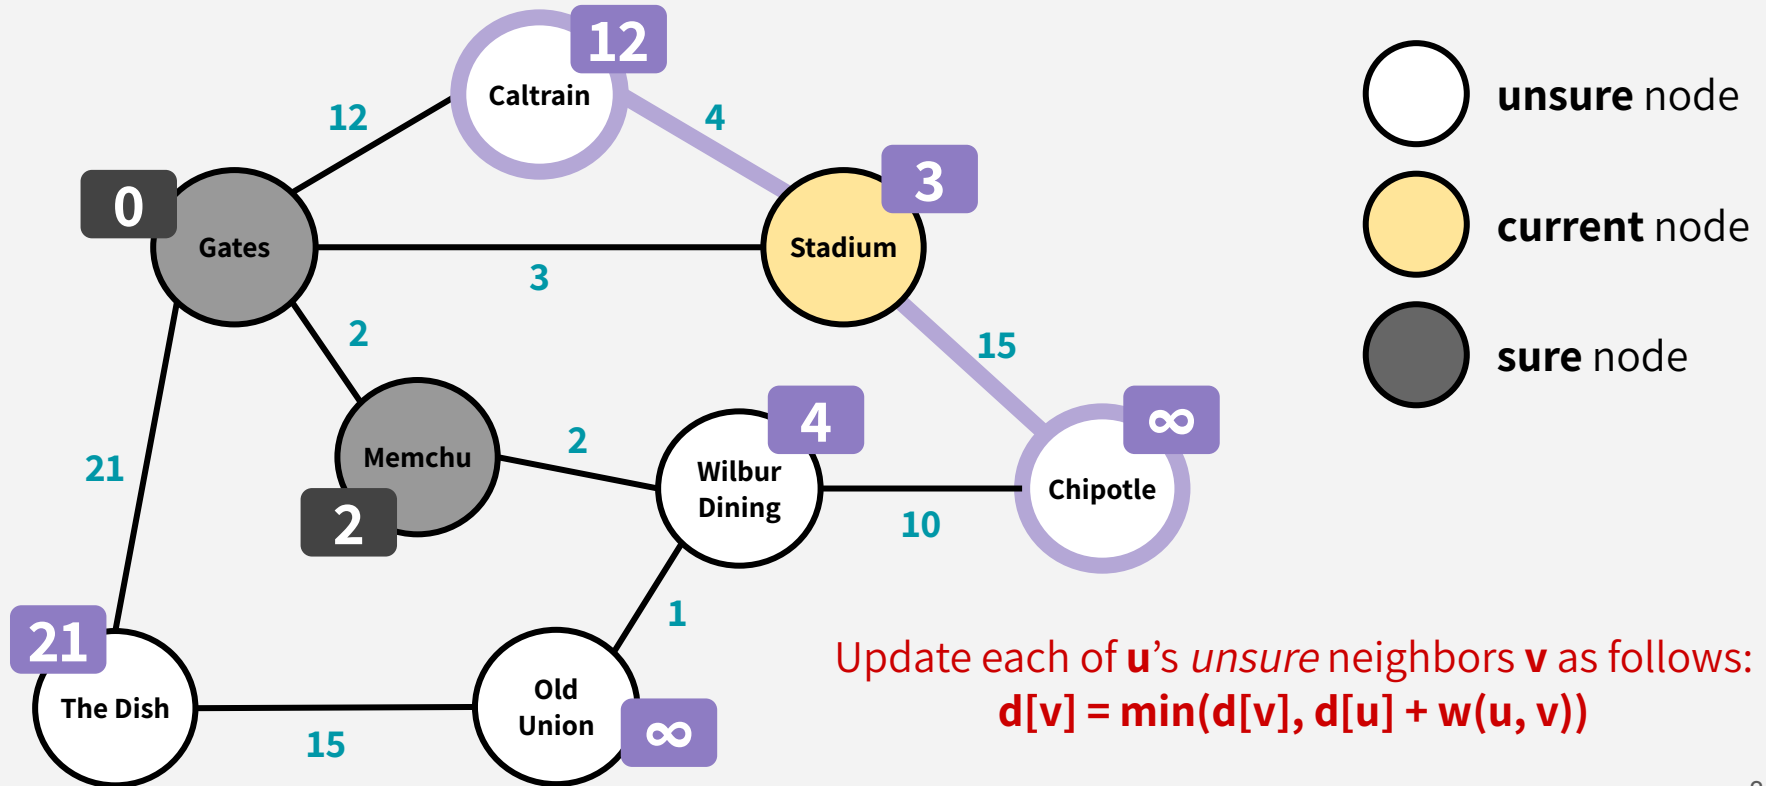 12
Caltrain
12
4
3
0
Gates
Stadium
3
2
15
21
Memchu
2
2
4
Wilbur
Dining
∞
Chipotle
10
1
21
The Dish
15
Old
Union
∞
unsure node
current node
sure node
Update each of u's unsure neighbors v as follows:
d[v] = min(d[v], d[u] + w(u, v))